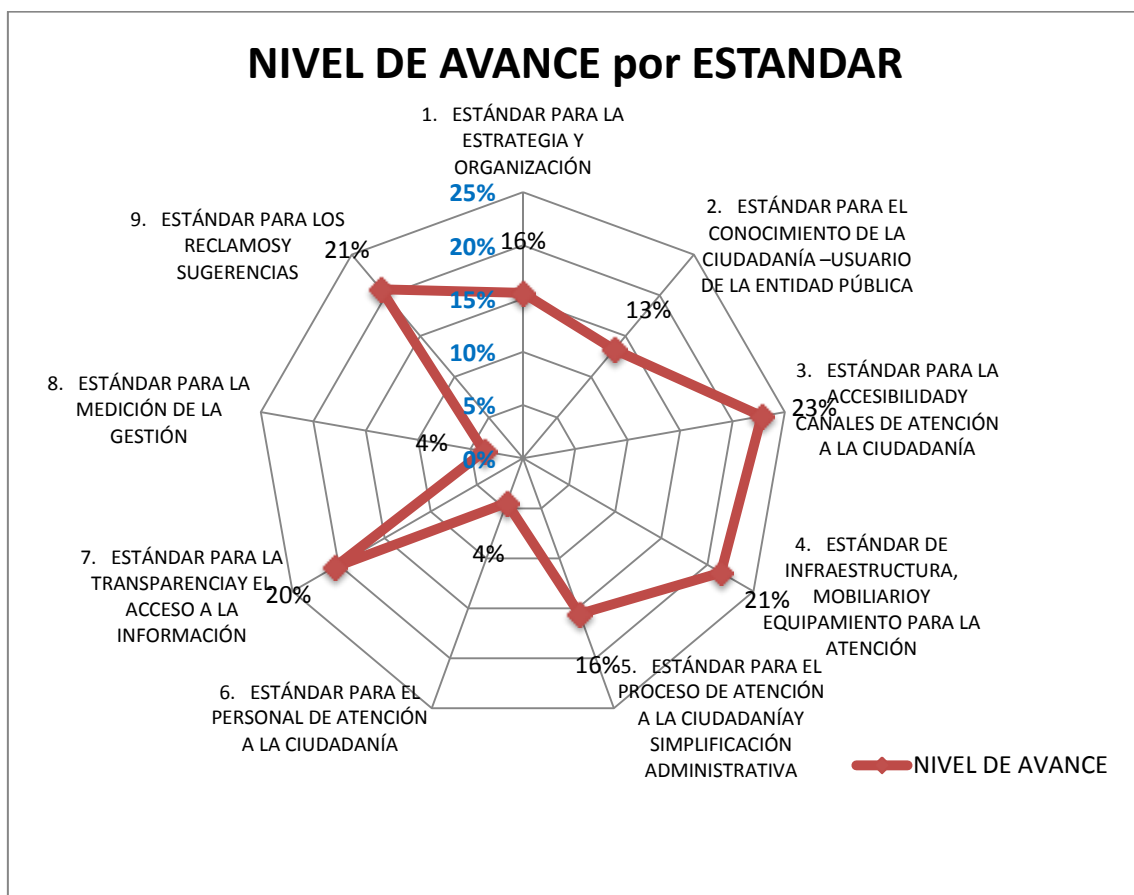 NIVEL DE AVANCE por ESTANDAR
1. ESTÁNDAR PARA LA
ESTRATEGIA Y
ORGANIZACIÓN
25%
20%
15%
10%
5%
0%
16%
2. ESTÁNDAR PARA EL
CONOCIMIENTO DE LA
CIUDADANÍA –USUARIO
DE LA ENTIDAD PÚBLICA
13%
3. ESTÁNDAR PARA LA
ACCESIBILIDADY
CANALES DE ATENCIÓN
A LA CIUDADANÍA
23%
4. ESTÁNDAR DE
INFRAESTRUCTURA,
MOBILIARIOY
EQUIPAMIENTO PARA LA
ATENCIÓN
21%
5. ESTÁNDAR PARA EL
PROCESO DE ATENCIÓN
A LA CIUDADANÍAY
SIMPLIFICACIÓN
ADMINISTRATIVA
16%
6. ESTÁNDAR PARA EL
PERSONAL DE ATENCIÓN
A LA CIUDADANÍA
4%
7. ESTÁNDAR PARA LA
TRANSPARENCIAY EL
ACCESO A LA
INFORMACIÓN
20%
8. ESTÁNDAR PARA LA
MEDICIÓN DE LA
GESTIÓN
4%
9. ESTÁNDAR PARA LOS
RECLAMOSY
SUGERENCIAS
21%
NIVEL DE AVANCE